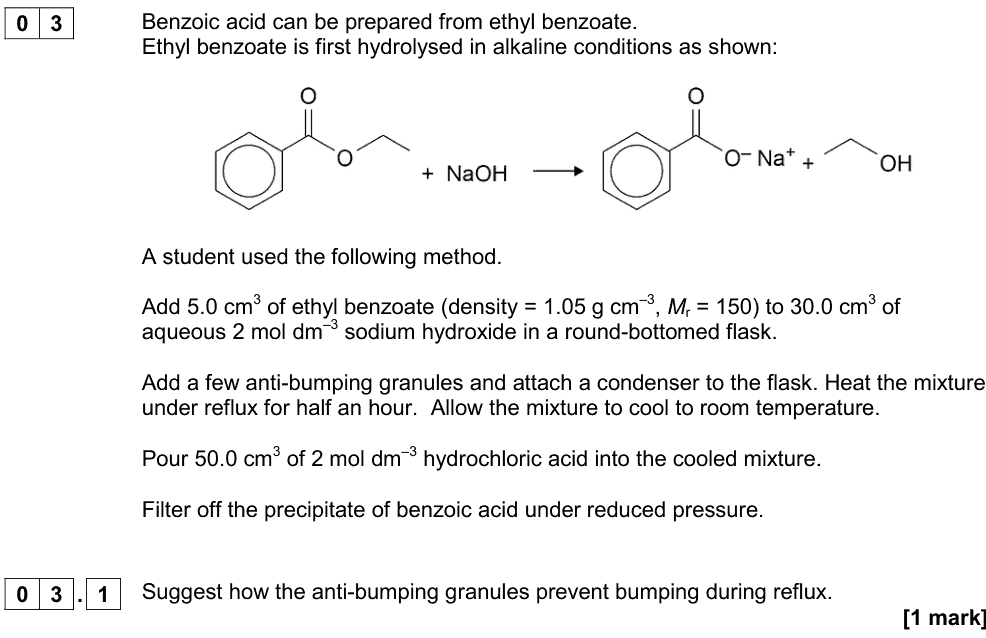 0 3 Benzoic acid can be prepared from ethyl benzoate.
Ethyl benzoate is first hydrolysed in alkaline conditions as shown:
O O
O + NaOH O⁻ Na⁺ + OH
A student used the following method.
Add 5.0 cm³ of ethyl benzoate (density = 1.05 g cm⁻³, Mᵣ = 150) to 30.0 cm³ of
aqueous 2 mol dm⁻³ sodium hydroxide in a round-bottomed flask.
Add a few anti-bumping granules and attach a condenser to the flask. Heat the mixture
under reflux for half an hour. Allow the mixture to cool to room temperature.
Pour 50.0 cm³ of 2 mol dm⁻³ hydrochloric acid into the cooled mixture.
Filter off the precipitate of benzoic acid under reduced pressure.
0 3 . 1 Suggest how the anti-bumping granules prevent bumping during reflux.
[1 mark]